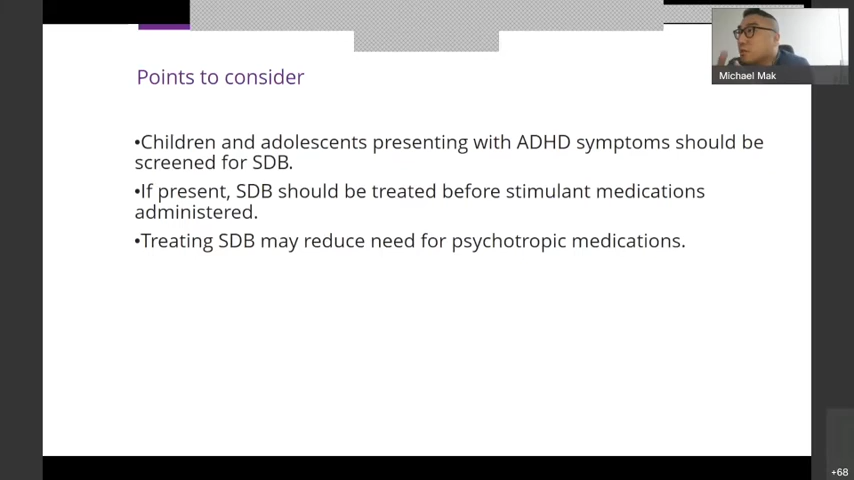 Points to consider
Michael Mak
•Children and adolescents presenting with ADHD symptoms should be
screened for SDB.
•If present, SDB should be treated before stimulant medications
administered.
•Treating SDB may reduce need for psychotropic medications.
+68